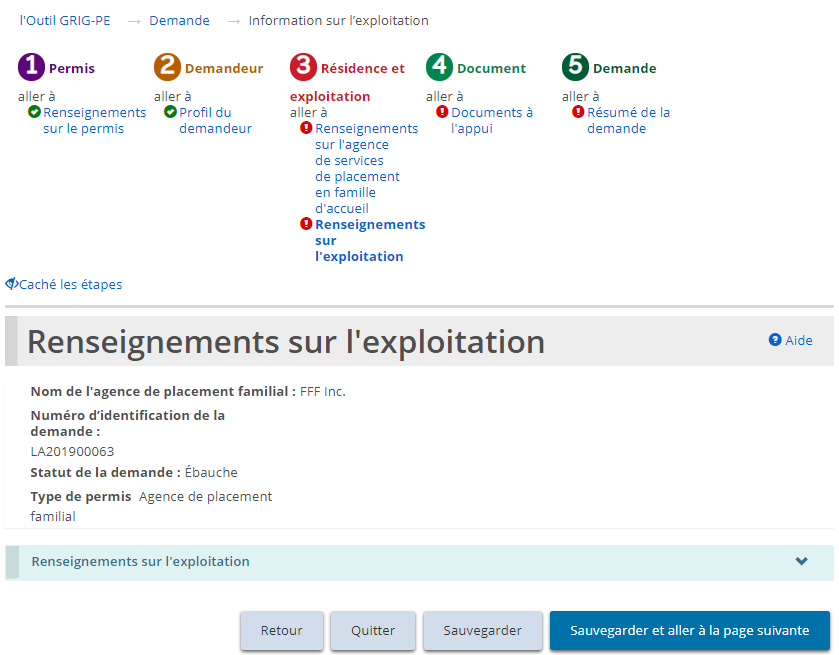 l'Outil GRIG-PE → Demande → Information sur l'exploitation
1 Permis
aller à
Renseignements
sur le permis
2 Demandeur
aller à
Profil du
demandeur
3 Résidence et
exploitation
aller à
Renseignements
sur l'agence
de services
de placement
en famille
d'accueil
Renseignements
sur
l'exploitation
4 Document
aller à
Documents à
l'appui
5 Demande
aller à
Résumé de la
demande
Caché les étapes
Renseignements sur l'exploitation
Aide
Nom de l'agence de placement familial : FFF Inc.
Numéro d’identification de la
demande :
LA201900063
Statut de la demande : Ébauche
Type de permis Agence de placement
familial
Renseignements sur l'exploitation
Retour Quitter Sauvegarder Sauvegarder et aller à la page suivante